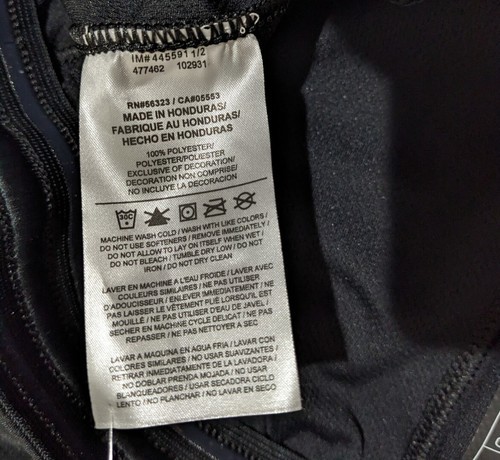 IM# 445591 1/2
477462 102931
RN#56323 / CA#05553
MADE IN HONDURAS/
FABRIQUE AU HONDURAS/
HECHO EN HONDURAS
100% POLYESTER/
POLYESTER/POLIESTER
EXCLUSIVE OF DECORATION/
DECORATION NON COMPRISE/
NO INCLUYE LA DECORACIÓN
30C
MACHINE WASH COLD / WASH WITH LIKE COLORS /
DO NOT USE SOFTENERS / REMOVE IMMEDIATELY /
DO NOT ALLOW TO LAY ON ITSELF WHEN WET /
DO NOT BLEACH / TUMBLE DRY LOW / DO NOT
IRON / DO NOT DRY CLEAN
LAVER EN MACHINE A L'EAU FROIDE / LAVER AVEC
COULEURS SIMILAIRES / NE PAS UTILISER
D'ADOUCISSEUR / ENLEVER IMMEDIATEMENT / NE
PAS LAISSER LE VÊTEMENT PLIÉ LORSQU'IL EST
MOUILLÉ / NE PAS UTILISER D'EAU DE JAVEL /
SECHER EN MACHINE CYCLE DELICAT / NE PAS
REPASSER / NE PAS NETTOYER A SEC
LAVAR A MAQUINA EN AGUA FRIA / LAVAR CON
COLORES SIMILARES / NO USAR SUAVIZANTES /
RETIRAR INMEDIATAMENTE DE LA LAVADORA /
NO DOBLAR PRENDA MOJADA / NO USAR
BLANQUEADORES / USAR SECADORA CICLO
LENTO / NO PLANCHAR / NO LAVAR EN SECO